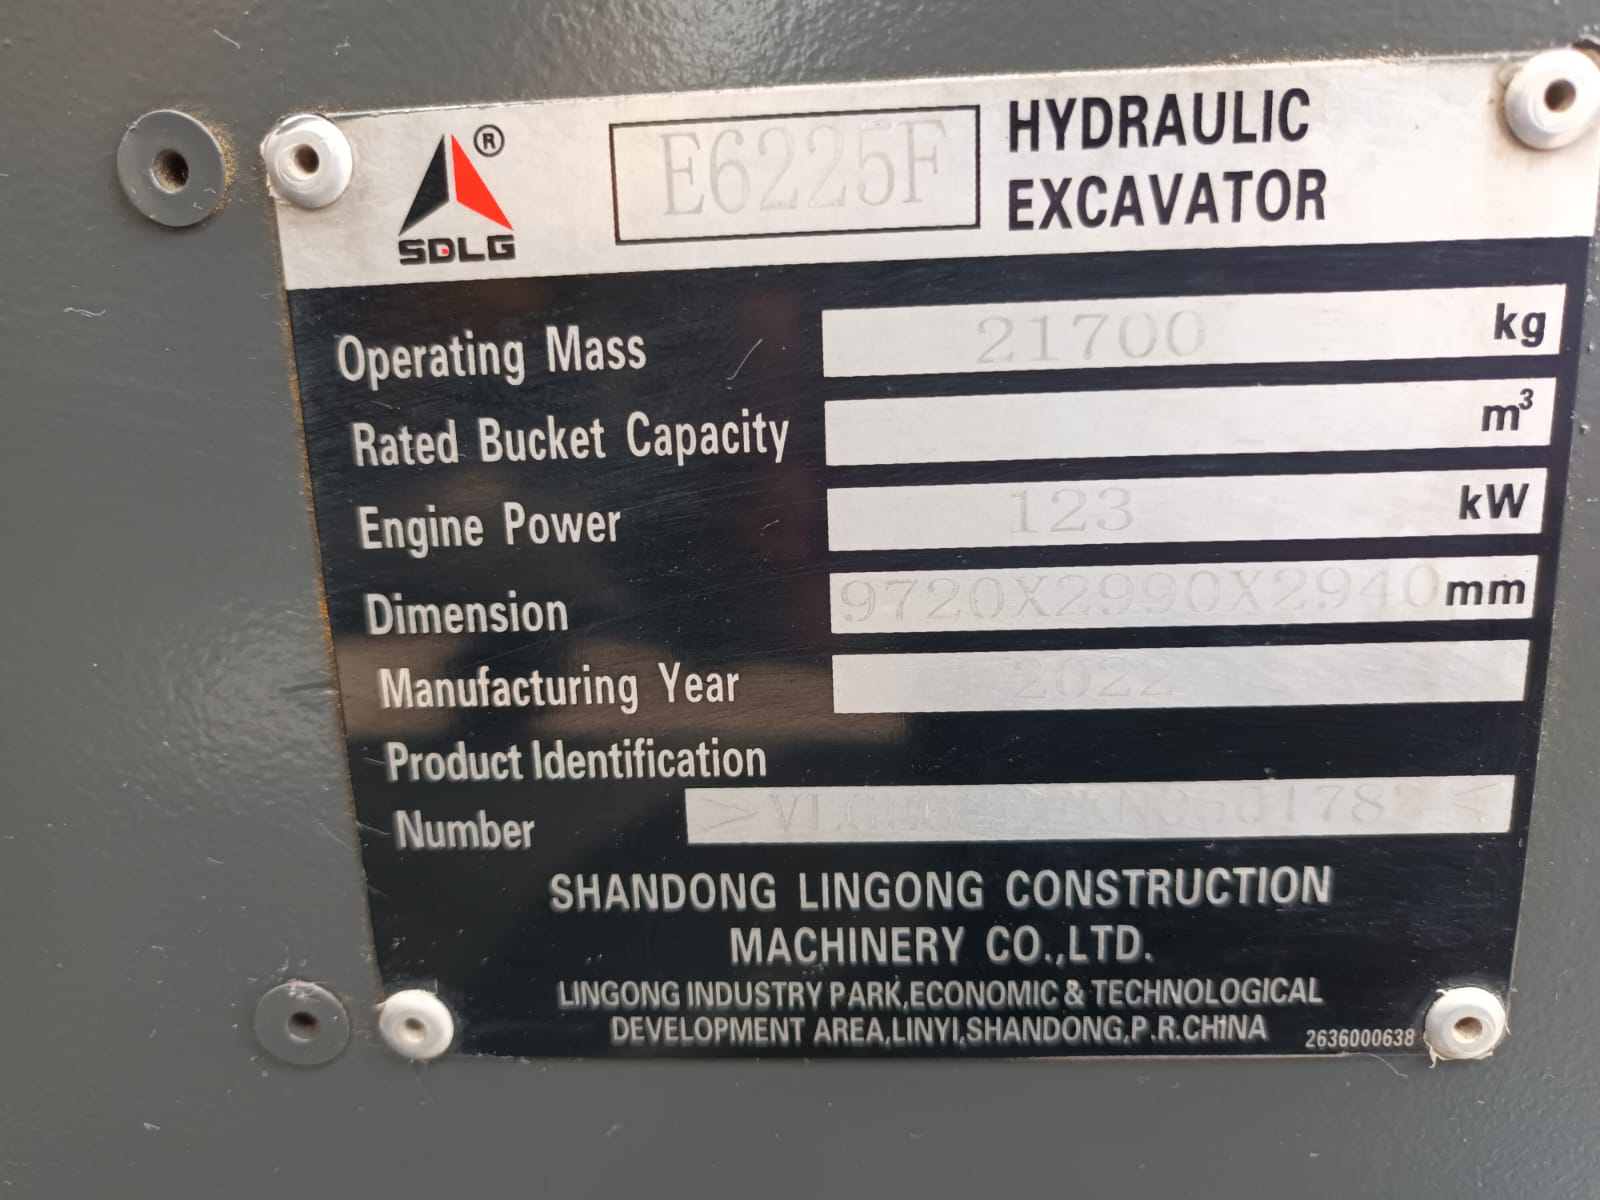 SDLG ® E6225F HYDRAULIC
EXCAVATOR
Operating Mass 21700 kg
Rated Bucket Capacity m³
Engine Power 123 kW
Dimension 9720X2990X2940 mm
Manufacturing Year 2022
Product Identification
Number
SHANDONG LINGONG CONSTRUCTION
MACHINERY CO.,LTD.
LINGONG INDUSTRY PARK,ECONOMIC & TECHNOLOGICAL
DEVELOPMENT AREA,LINYI,SHANDONG,P.R.CHINA 2636000638